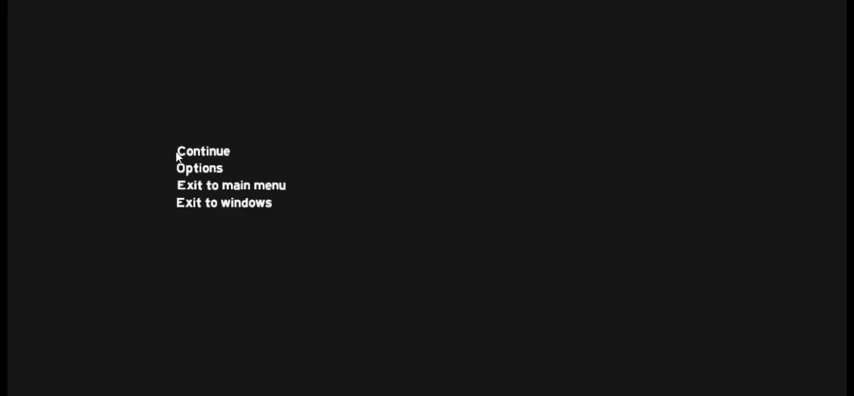 Continue
Options
Exit to main menu
Exit to windows